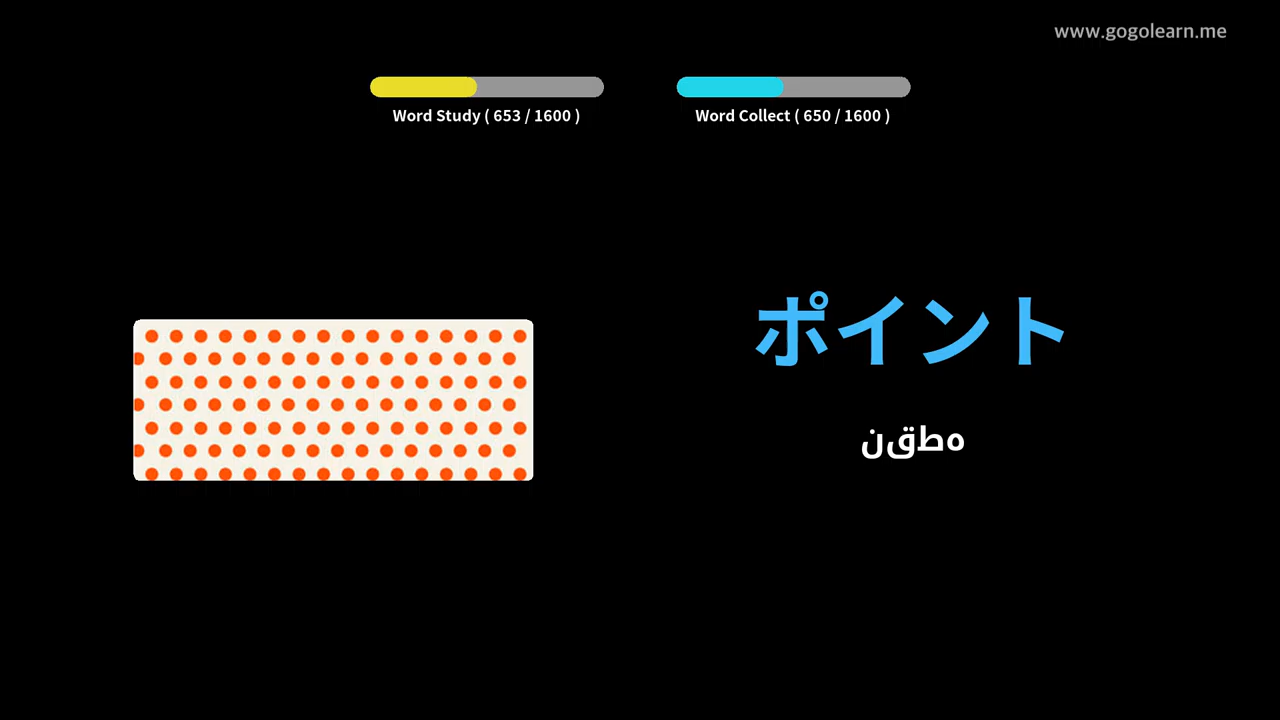 www.gogolearn.me
Word Study ( 653 / 1600 )
Word Collect ( 650 / 1600 )
ポイント
نقطه